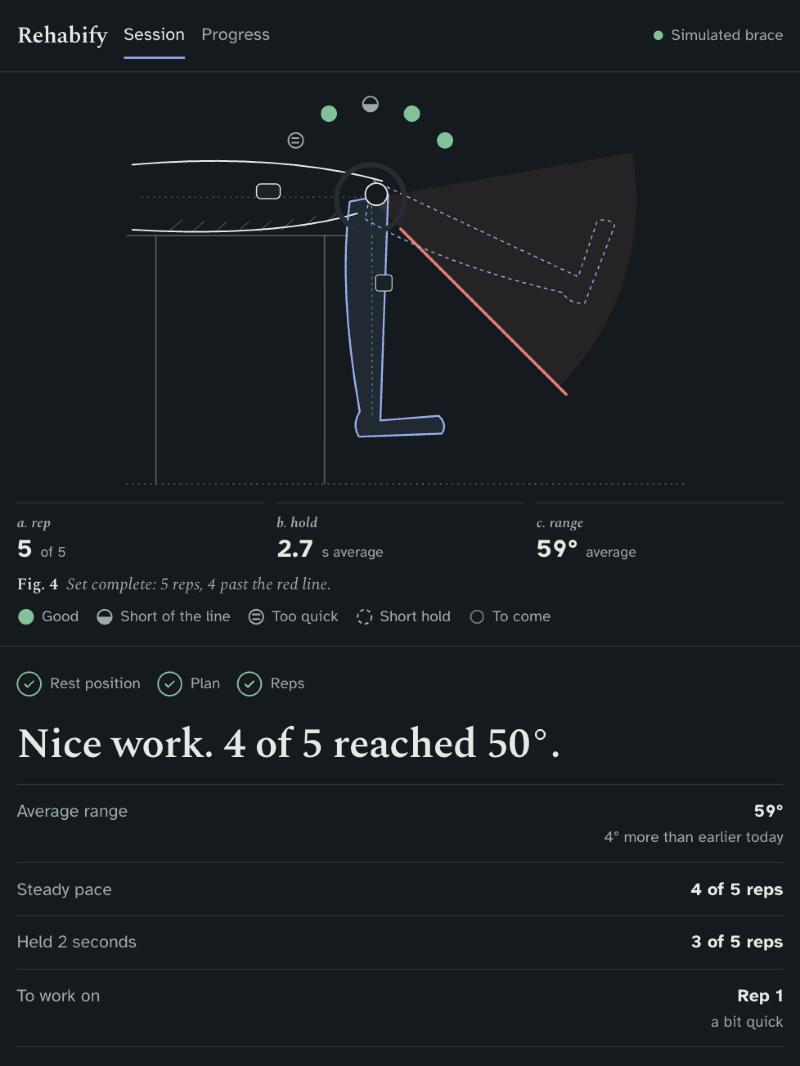 Rehabify Session Progress Simulated brace
a. rep b. hold c. range
5 of 5 2.7 s average 59° average
Fig. 4 Set complete: 5 reps, 4 past the red line.
Good Short of the line Too quick Short hold To come
Rest position Plan Reps
Nice work. 4 of 5 reached 50°.
Average range 59°
4° more than earlier today
Steady pace 4 of 5 reps
Held 2 seconds 3 of 5 reps
To work on Rep 1
a bit quick